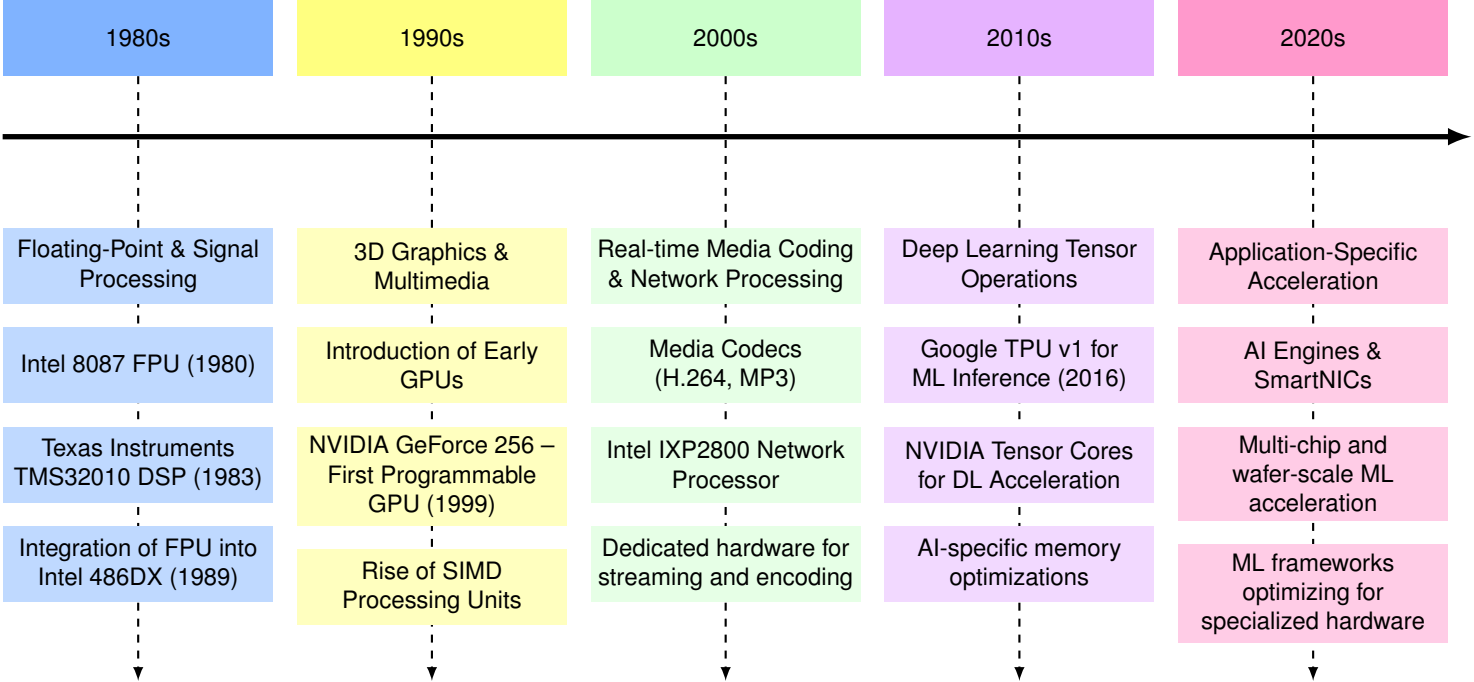 1980s
1990s
2000s
2010s
2020s
Floating-Point & Signal
Processing
Intel 8087 FPU (1980)
Texas Instruments
TMS32010 DSP (1983)
Integration of FPU into
Intel 486DX (1989)
3D Graphics &
Multimedia
Introduction of Early
GPUs
NVIDIA GeForce 256 –
First Programmable
GPU (1999)
Rise of SIMD
Processing Units
Real-time Media Coding
& Network Processing
Media Codecs
(H.264, MP3)
Intel IXP2800 Network
Processor
Dedicated hardware for
streaming and encoding
Deep Learning Tensor
Operations
Google TPU v1 for
ML Inference (2016)
NVIDIA Tensor Cores
for DL Acceleration
AI-specific memory
optimizations
Application-Specific
Acceleration
AI Engines &
SmartNICs
Multi-chip and
wafer-scale ML
acceleration
ML frameworks
optimizing for
specialized hardware